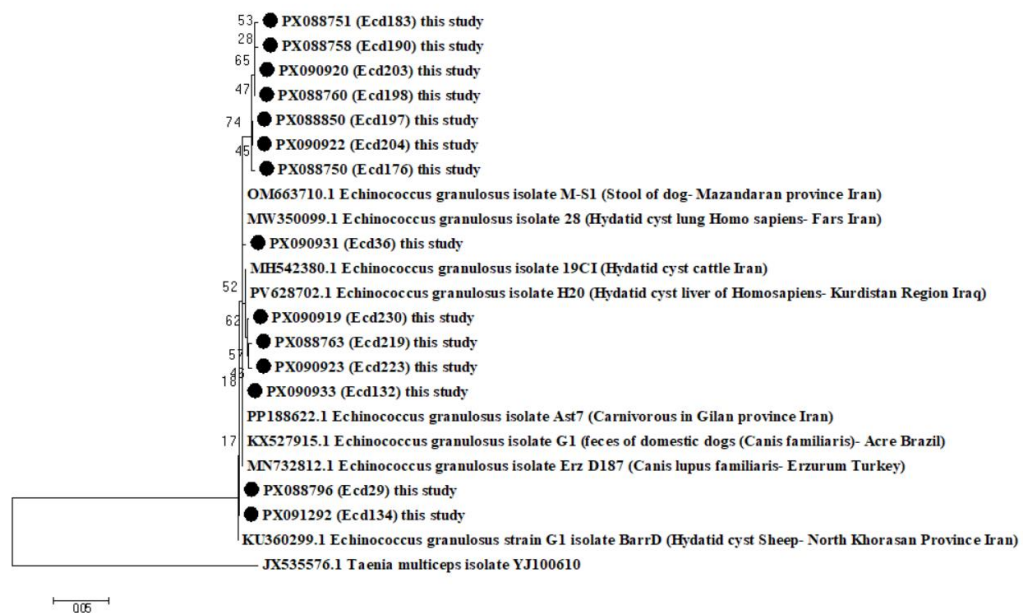 53
PX088751 (Ecd183) this study
28
PX088758 (Ecd190) this study
65
PX090920 (Ecd203) this study
47
PX088760 (Ecd198) this study
74
PX088850 (Ecd197) this study
45
PX090922 (Ecd204) this study
PX088750 (Ecd176) this study
OM663710.1 Echinococcus granulosus isolate M-S1 (Stool of dog- Mazandaran province Iran)
MW350099.1 Echinococcus granulosus isolate 28 (Hydatid cyst lung Homo sapiens- Fars Iran)
PX090931 (Ecd36) this study
MH542380.1 Echinococcus granulosus isolate 19CI (Hydatid cyst cattle Iran)
52
PV628702.1 Echinococcus granulosus isolate H20 (Hydatid cyst liver of Homosapiens- Kurdistan Region Iraq)
62
PX090919 (Ecd230) this study
PX088763 (Ecd219) this study
57
PX090923 (Ecd223) this study
18
PX090933 (Ecd132) this study
PP188622.1 Echinococcus granulosus isolate Ast7 (Carnivorous in Gilan province Iran)
17
KX527915.1 Echinococcus granulosus isolate G1 (feces of domestic dogs (Canis familiaris)- Acre Brazil)
MN732812.1 Echinococcus granulosus isolate Erz D187 (Canis lupus familiaris- Erzurum Turkey)
PX088796 (Ecd29) this study
PX091292 (Ecd134) this study
KU360299.1 Echinococcus granulosus strain G1 isolate BarrD (Hydatid cyst Sheep- North Khorasan Province Iran)
JX535576.1 Taenia multiceps isolate YJ100610
0.05